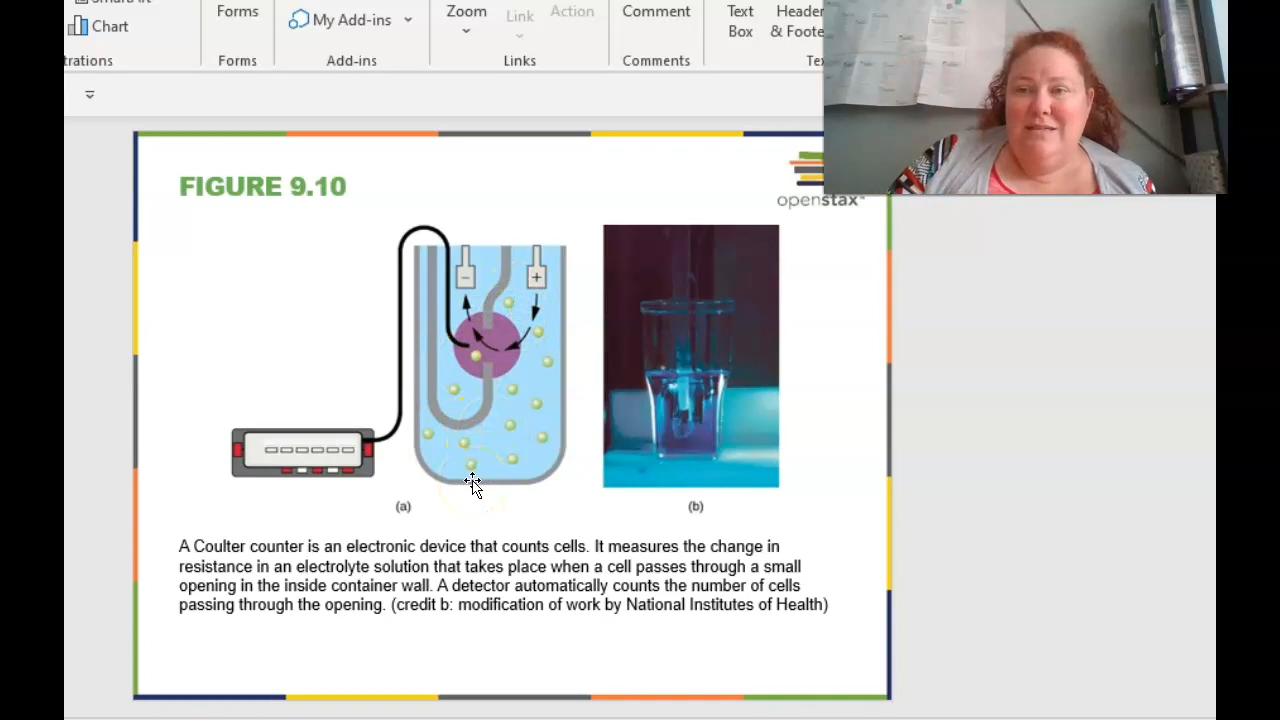 SmartArt
Chart
trations
Forms
Forms
My Add-ins
Add-ins
Zoom
Link
Action
Links
Comment
Comments
Text
Box
Header
& Foote
Tex
FIGURE 9.10
openstax
−
+
(a)
(b)
A Coulter counter is an electronic device that counts cells. It measures the change in
resistance in an electrolyte solution that takes place when a cell passes through a small
opening in the inside container wall. A detector automatically counts the number of cells
passing through the opening. (credit b: modification of work by National Institutes of Health)